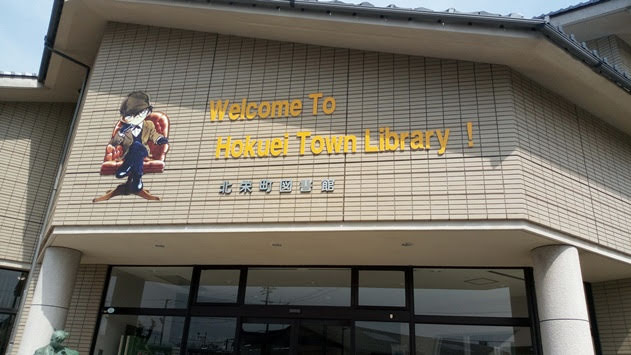 Welcome To
Hokuei Town Library !
北栄町図書館